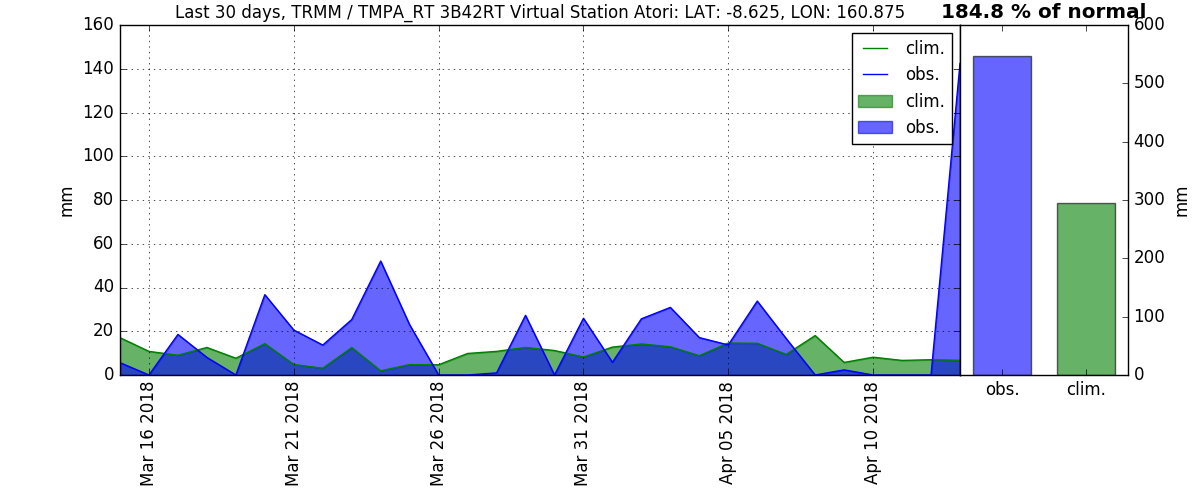 Last 30 days, TRMM / TMPA_RT 3B42RT Virtual Station Atori: LAT: -8.625, LON: 160.875
184.8 % of normal
160
140
120
100
80
60
40
20
0
mm
clim.
obs.
clim.
obs.
600
500
400
300
200
100
0
mm
Mar 16 2018
Mar 21 2018
Mar 26 2018
Mar 31 2018
Apr 05 2018
Apr 10 2018
obs.
clim.